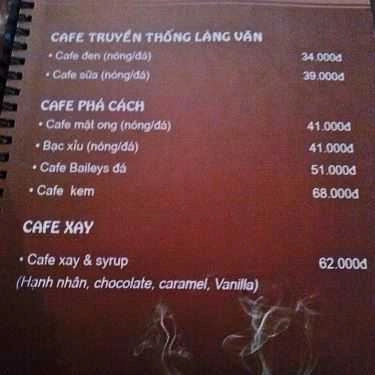 CAFE TRUYỀN THỐNG LÀNG VĂN
• Cafe đen (nóng/đá) 34.000đ
• Cafe sữa (nóng/đá) 39.000đ
CAFE PHÁ CÁCH
• Cafe mật ong (nóng/đá) 41.000đ
• Bạc xỉu (nóng/đá) 41.000đ
• Cafe Baileys đá 51.000đ
• Cafe kem 68.000đ
CAFE XAY
• Cafe xay & syrup 62.000đ
(Hạnh nhân, chocolate, caramel, Vanilla)